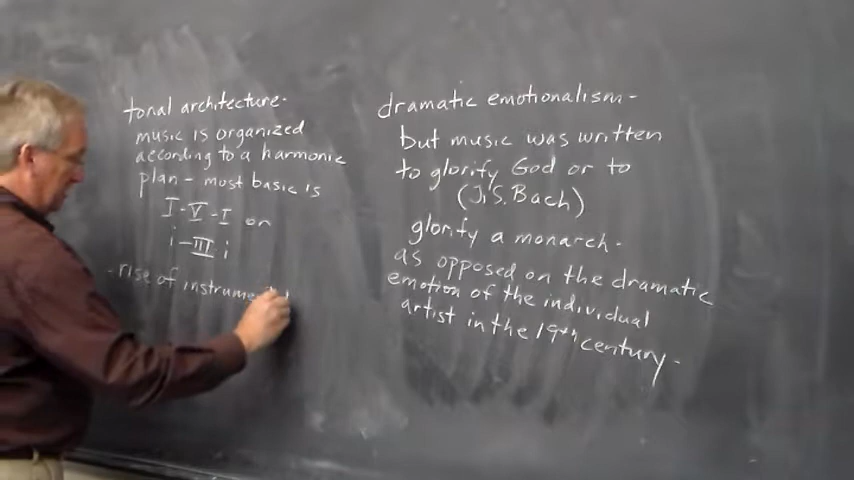 tonal architecture-
music is organized
according to a harmonic
plan - most basic is
I-V-I or
i-III-i
-rise of instrument
dramatic emotionalism-
but music was written
to glorify God or to
(J.S. Bach)
glorify a monarch-
as opposed on the dramatic
emotion of the individual
artist in the 19th century-